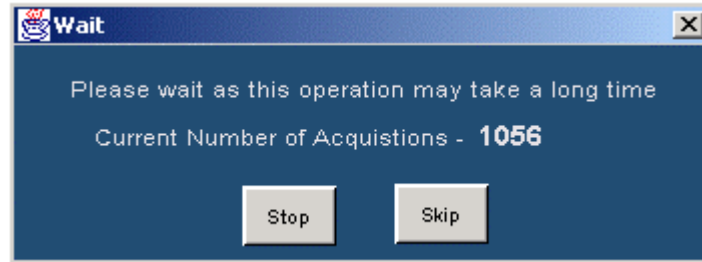 Wait
Please wait as this operation may take a long time
Current Number of Acquistions - 1056
Stop Skip